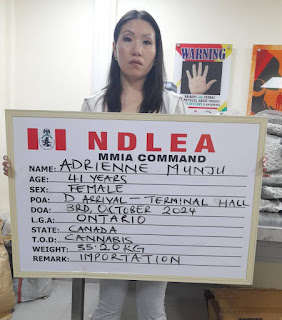 WARNING
NDLEA
MMIA COMMAND
NAME: ADRIENNE MUNJU
AGE: 41 YEARS
SEX: FEMALE
POA: D ARRIVAL - TERMINAL HALL
DOA: 3RD OCTOBER 2024
L.G.A: ONTARIO
STATE: CANADA
T.O.D: CANNABIS
WEIGHT: 35.20KG
REMARK: IMPORTATION